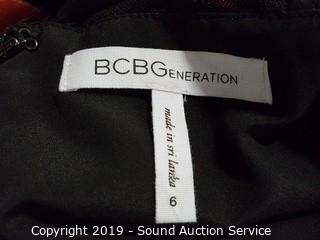 BCBGENERATION
made in sri lanka
6
Copyright 2019 - Sound Auction Service